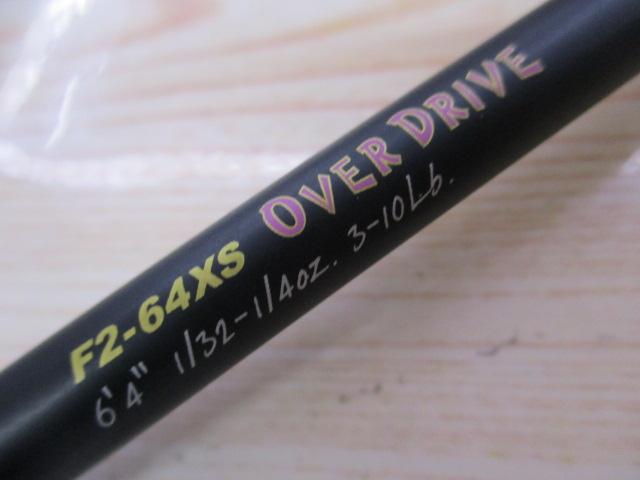 F2-64XS OVER DRIVE
6'4" 1/32-1/4oz. 3-10Lb.